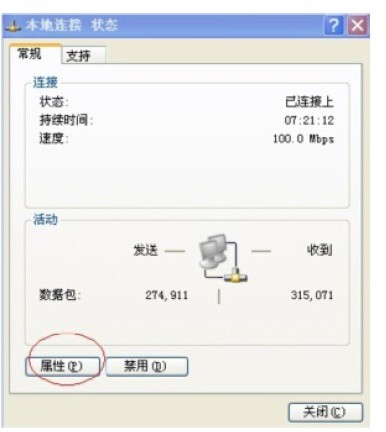 本地连接 状态
常规 支持
连接
状态: 已连接上
持续时间: 07:21:12
速度: 100.0 Mbps
活动
发送 — — 收到
数据包: 274,911 | 315,071
属性(P) 禁用(D)
关闭(C)